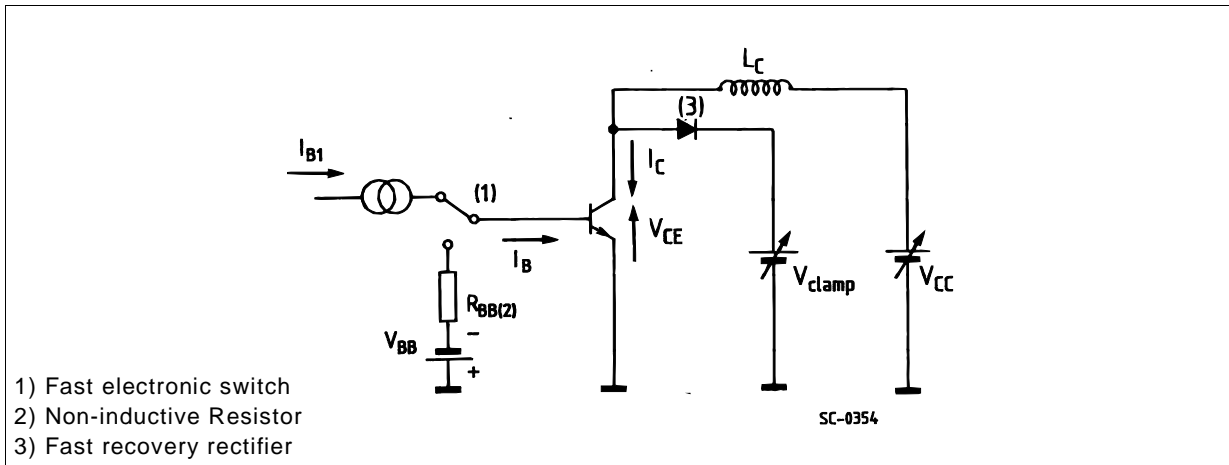 L_C
(3)
I_B1
(1)
I_C
V_CE
I_B
R_BB(2)
V_BB
−
+
V_clamp
V_CC
1) Fast electronic switch
2) Non-inductive Resistor
3) Fast recovery rectifier
SC-0354